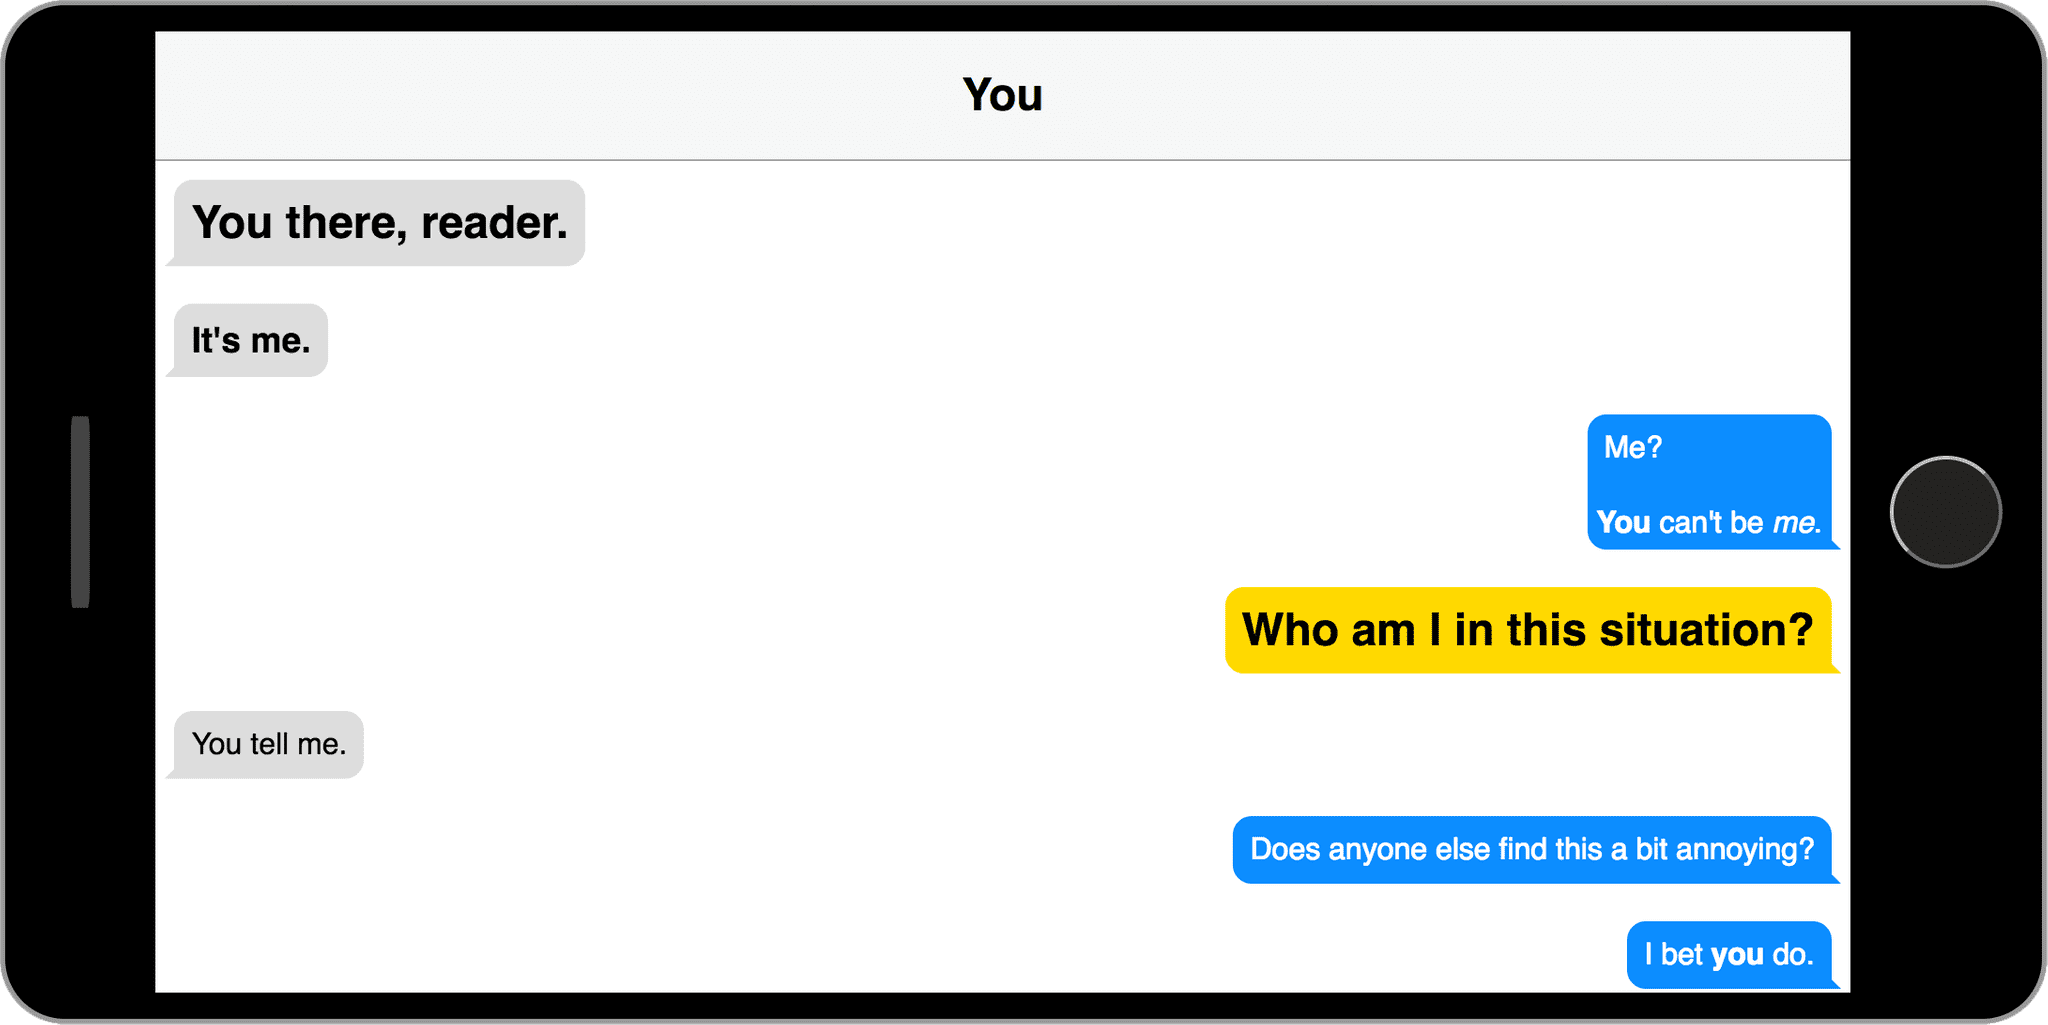 You
You there, reader.
It's me.
Me?
You can't be me.
Who am I in this situation?
You tell me.
Does anyone else find this a bit annoying?
I bet you do.